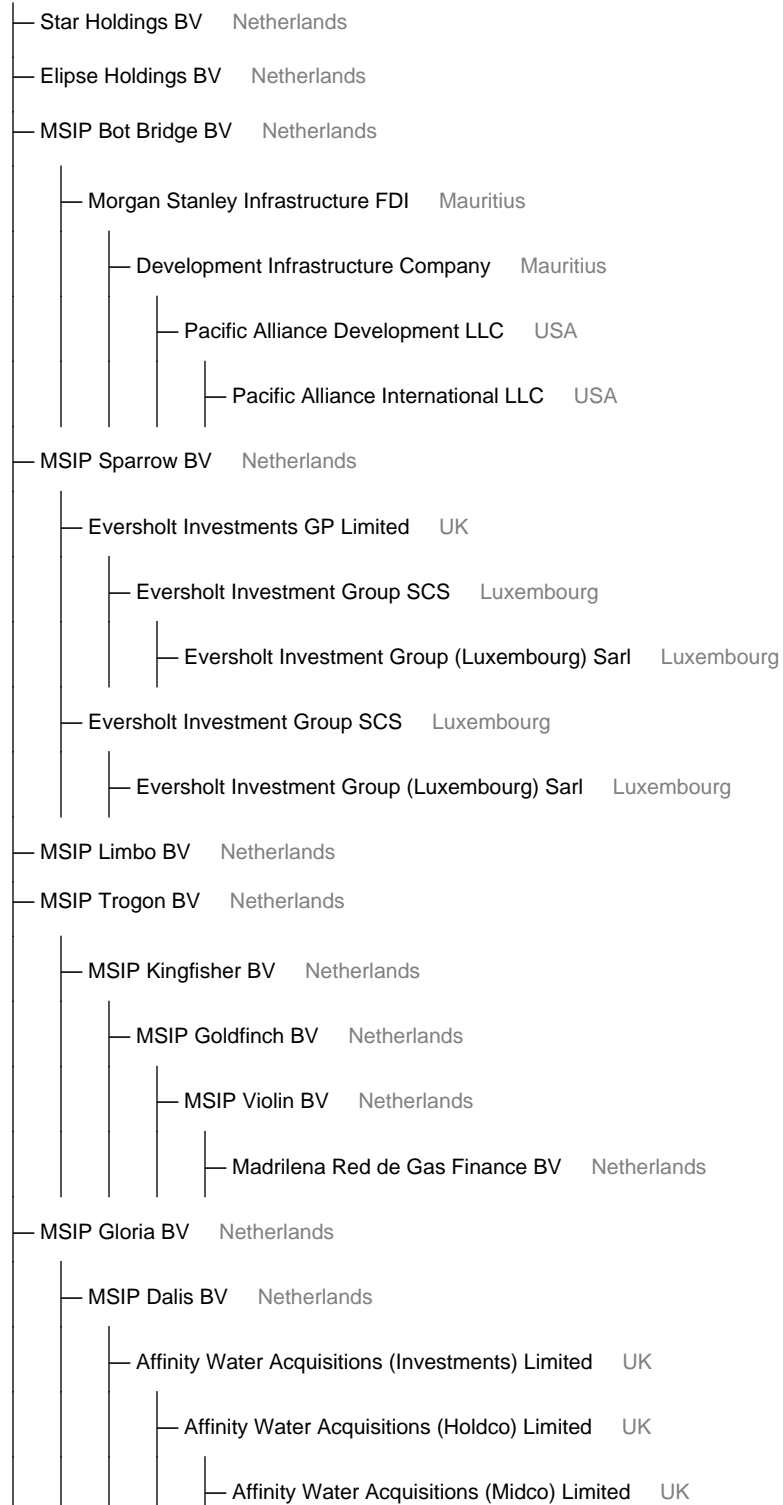 Star Holdings BV Netherlands
Elipse Holdings BV Netherlands
MSIP Bot Bridge BV Netherlands
Morgan Stanley Infrastructure FDI Mauritius
Development Infrastructure Company Mauritius
Pacific Alliance Development LLC USA
Pacific Alliance International LLC USA
MSIP Sparrow BV Netherlands
Eversholt Investments GP Limited UK
Eversholt Investment Group SCS Luxembourg
Eversholt Investment Group (Luxembourg) Sarl Luxembourg
Eversholt Investment Group SCS Luxembourg
Eversholt Investment Group (Luxembourg) Sarl Luxembourg
MSIP Limbo BV Netherlands
MSIP Trogon BV Netherlands
MSIP Kingfisher BV Netherlands
MSIP Goldfinch BV Netherlands
MSIP Violin BV Netherlands
Madrilena Red de Gas Finance BV Netherlands
MSIP Gloria BV Netherlands
MSIP Dalis BV Netherlands
Affinity Water Acquisitions (Investments) Limited UK
Affinity Water Acquisitions (Holdco) Limited UK
Affinity Water Acquisitions (Midco) Limited UK